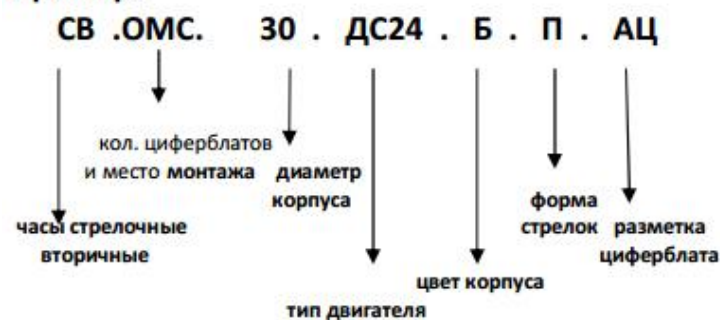 СВ .ОМС. 30 . ДС24 . Б . П . АЦ
кол. циферблатов
и место монтажа
диаметр
корпуса
форма
стрелок
часы стрелочные
вторичные
разметка
циферблата
цвет корпуса
тип двигателя